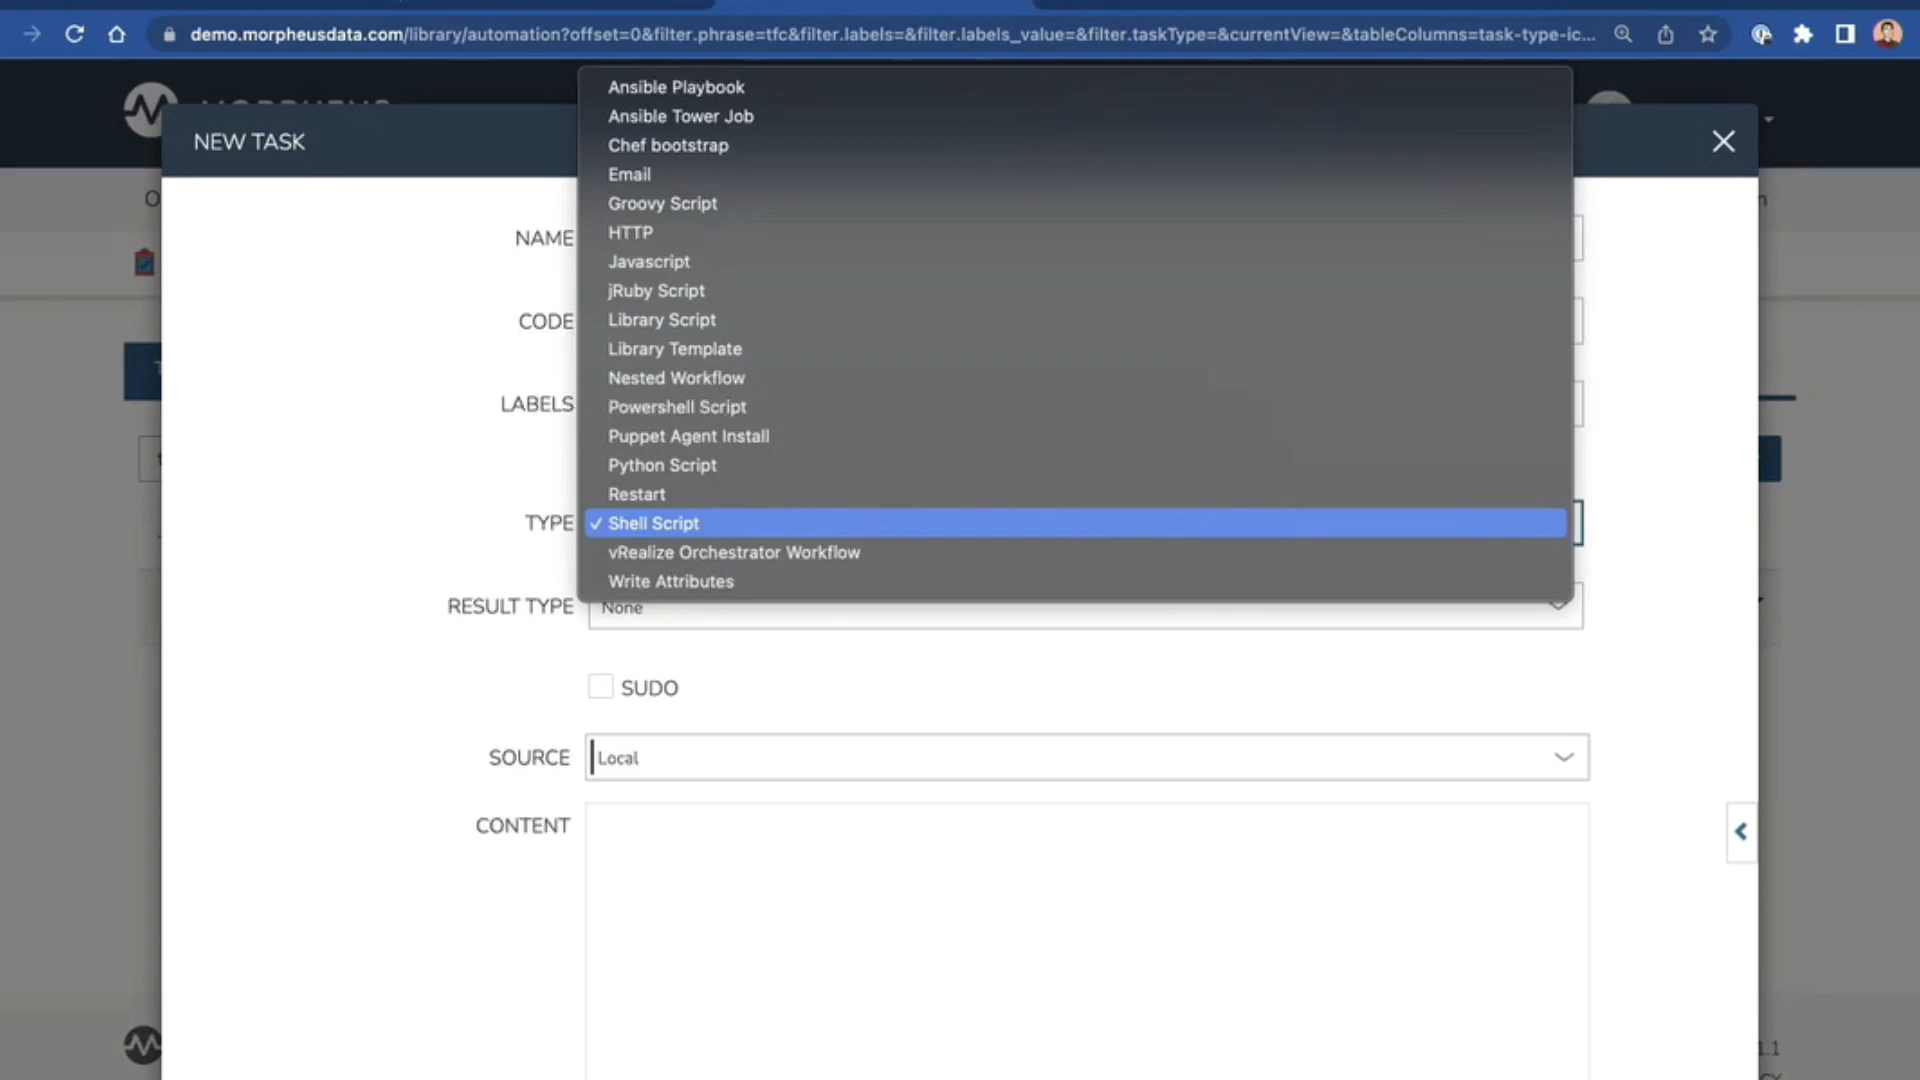 demo.morpheusdata.com/library/automation?offset=0&filter.phrase=tfc&filter.labels=&filter.labels_value=&filter.taskType=&currentView=&tableColumns=task-type-ic...
NEW TASK
Ansible Playbook
Ansible Tower Job
Chef bootstrap
Email
Groovy Script
HTTP
Javascript
jRuby Script
Library Script
Library Template
Nested Workflow
Powershell Script
Puppet Agent Install
Python Script
Restart
✓ Shell Script
vRealize Orchestrator Workflow
Write Attributes
NAME
CODE
LABELS
TYPE
RESULT TYPE None
SUDO
SOURCE Local
CONTENT